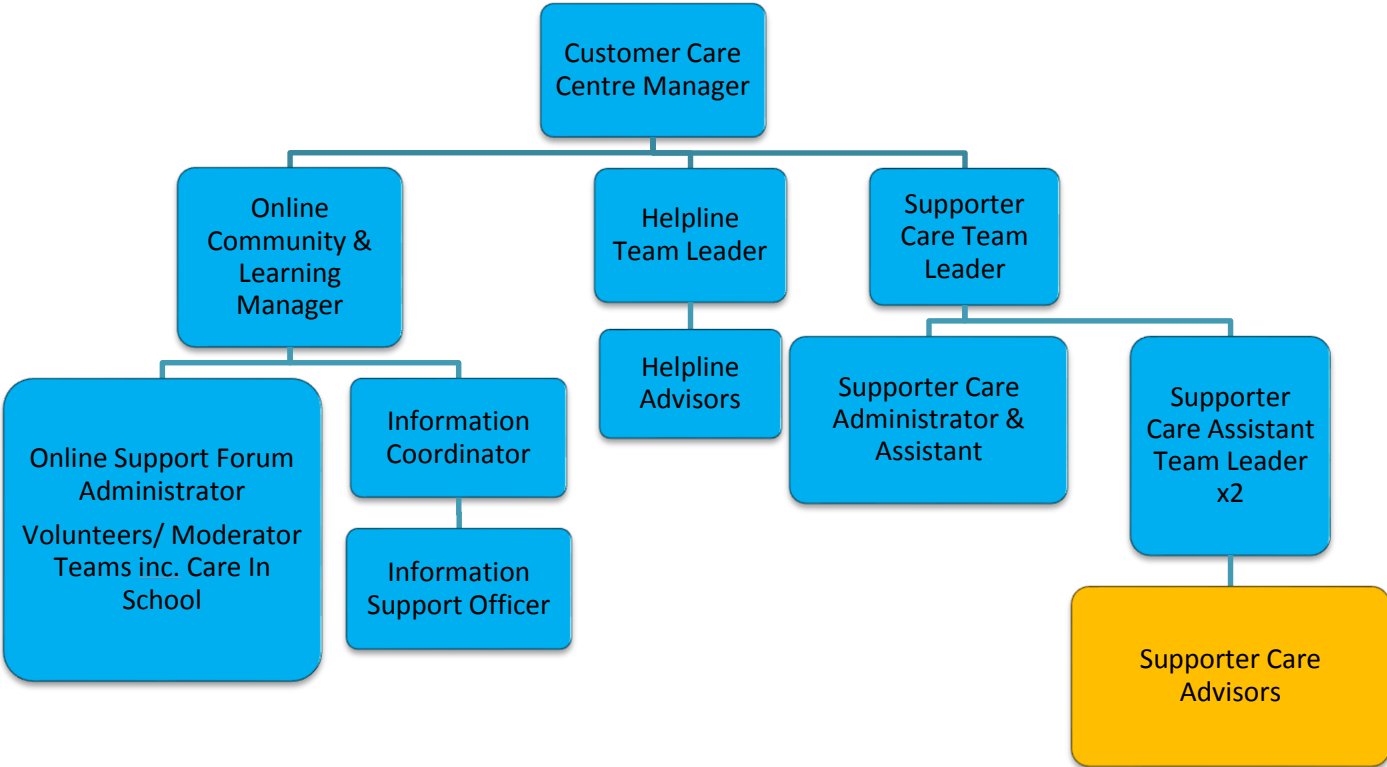 Customer Care
Centre Manager
Online
Community &
Learning
Manager
Helpline
Team Leader
Supporter
Care Team
Leader
Online Support Forum
Administrator
Volunteers/ Moderator
Teams inc. Care In
School
Information
Coordinator
Information
Support Officer
Helpline
Advisors
Supporter Care
Administrator &
Assistant
Supporter
Care Assistant
Team Leader
x2
Supporter Care
Advisors